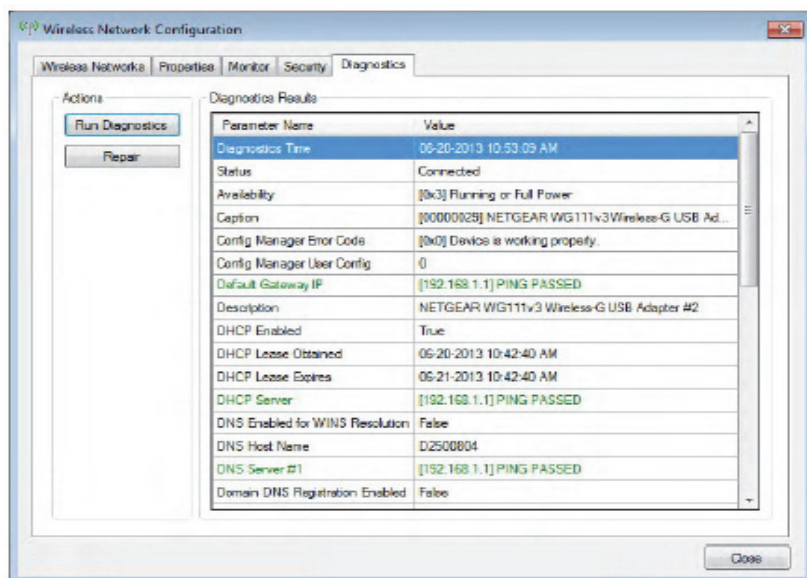 Wireless Network Configuration
Wireless Networks Properties Monitor Security Diagnostics
Actions
Run Diagnostics
Repair
Diagnostics Results
Parameter Name Value
Diagnostics Time 06-20-2013 10:53:09 AM
Status Connected
Availability [0x3] Running or Full Power
Caption [00000029] NETGEAR WG111v3 Wireless-G USB Ad...
Config Manager Error Code [0x0] Device is working properly.
Config Manager User Config 0
Default Gateway IP [192.168.1.1] PING PASSED
Description NETGEAR WG111v3 Wireless-G USB Adapter #2
DHCP Enabled True
DHCP Lease Obtained 06-20-2013 10:42:40 AM
DHCP Lease Expires 06-21-2013 10:42:40 AM
DHCP Server [192.168.1.1] PING PASSED
DNS Enabled for WINS Resolution False
DNS Host Name D2500804
DNS Server #1 [192.168.1.1] PING PASSED
Domain DNS Registration Enabled False
Close